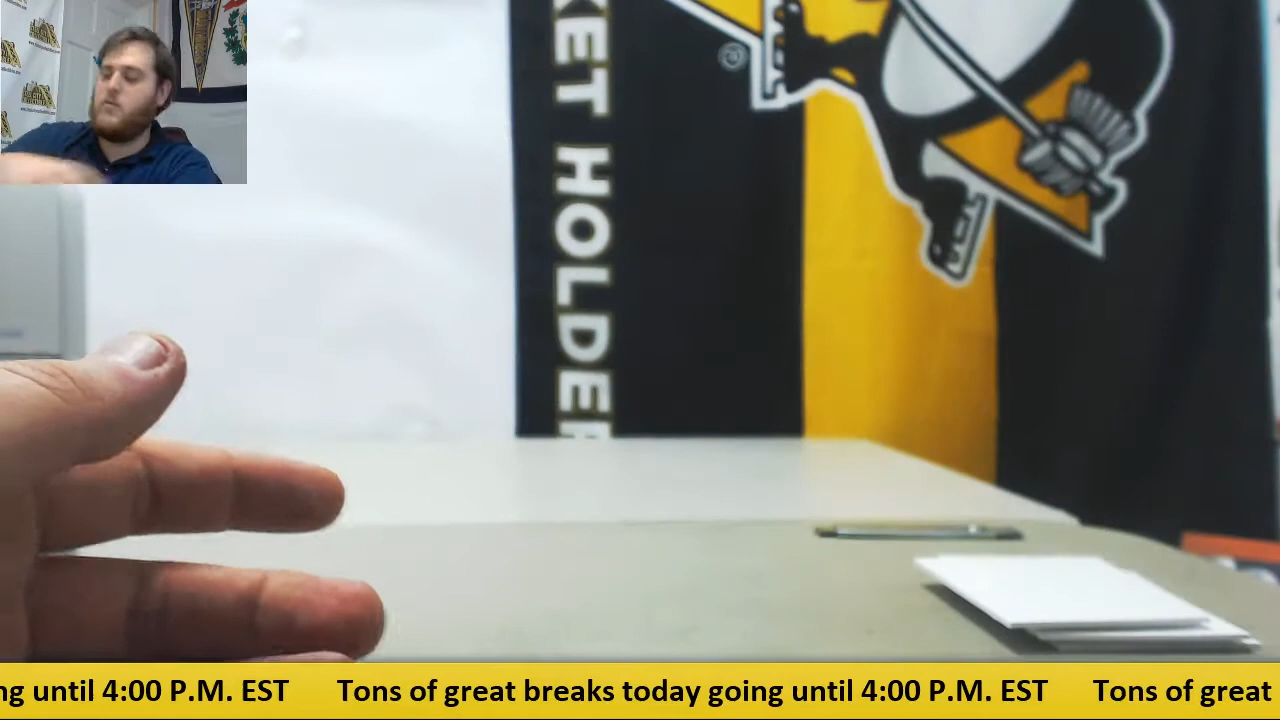 KET HOLDER
®
ng until 4:00 P.M. EST Tons of great breaks today going until 4:00 P.M. EST Tons of great